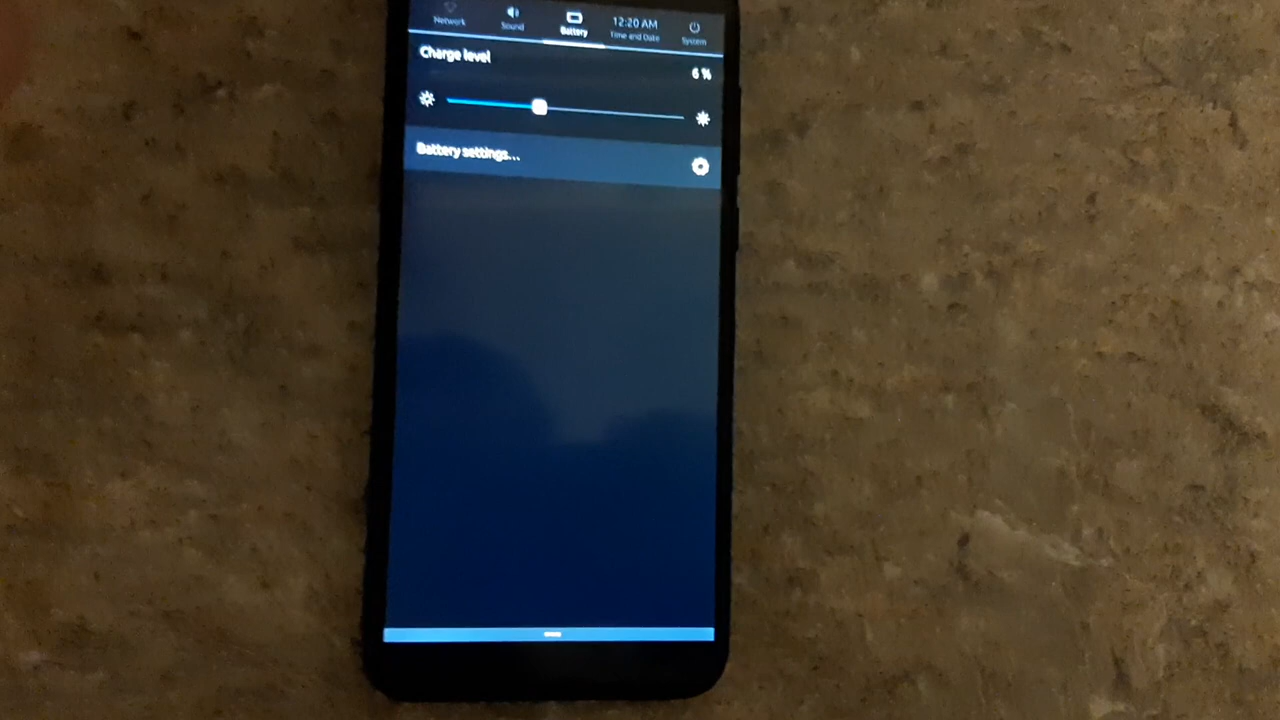 Network Sound Battery 12:20 AM Time and Date System
Charge level
6 %
Battery settings...